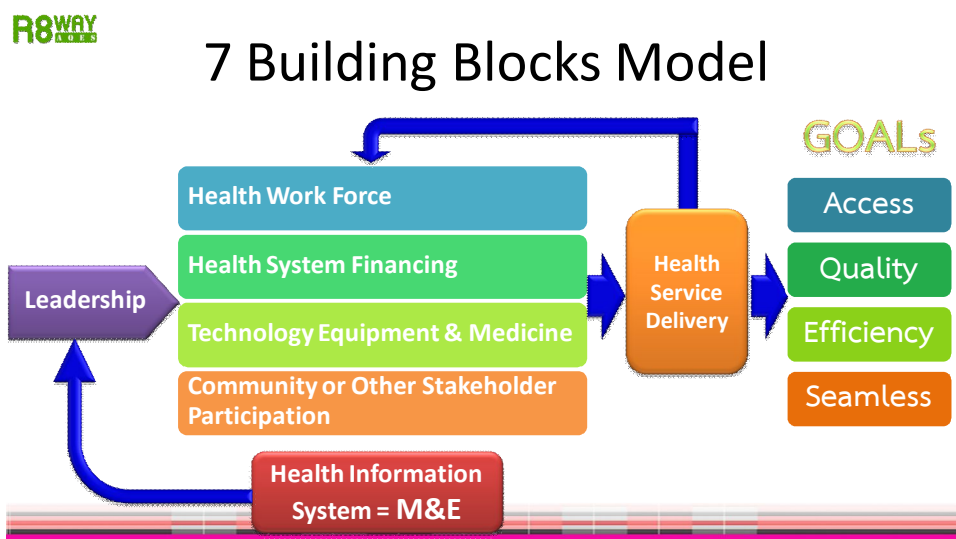 R8WAY
AOES
7 Building Blocks Model
GOALs
Health Work Force
Health System Financing
Technology Equipment & Medicine
Community or Other Stakeholder
Participation
Leadership
Health
Service
Delivery
Access
Quality
Efficiency
Seamless
Health Information
System = M&E